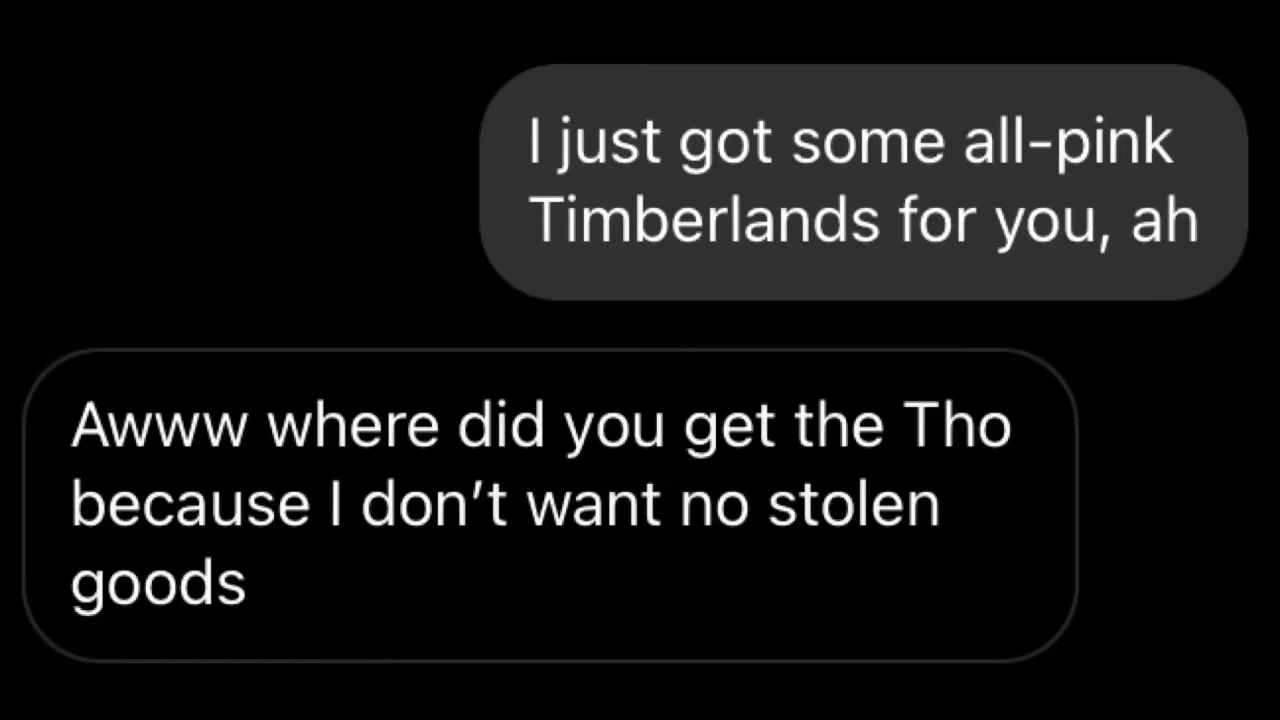 I just got some all-pink
Timberlands for you, ah
Awww where did you get the Tho
because I don’t want no stolen
goods